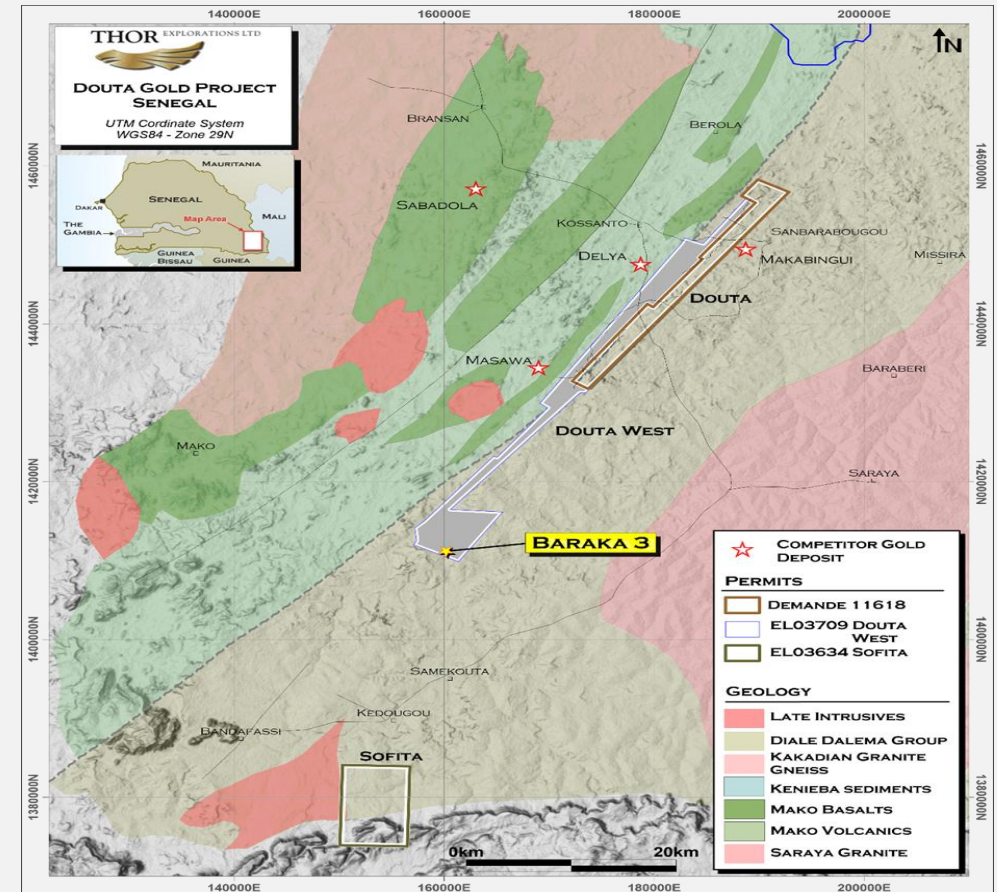 140000E
160000E
180000E
200000E
THOR EXPLORATIONS LTD
DOUTA GOLD PROJECT
SENEGAL
UTM Cordinate System
WGS84 - Zone 29N
N
MAURITANIA
SENEGAL
DAKAR
Map Area
MALI
THE
GAMBIA
GUINEA
BISSAU
GUINEA
BRANSAN
BEROLA
1460000N
1460000N
SABADOLA
KOSSANTO
SANBARABOUGOU
DELYA
MAKABINGUI
MISSIRA
DOUTA
1440000N
1440000N
MASAWA
BARABERI
DOUTA WEST
MAKO
SARAYA
1420000N
1420000N
BARAKA 3
COMPETITOR GOLD
DEPOSIT
PERMITS
DEMANDE 11618
EL03709 DOUTA
WEST
EL03634 SOFITA
1400000N
1400000N
SAMEKOUTA
KEDOUGOU
BANDAFASSI
SOFITA
GEOLOGY
LATE INTRUSIVES
DIALE DALEMA GROUP
KAKADIAN GRANITE
GNEISS
KENIEBA SEDIMENTS
MAKO BASALTS
MAKO VOLCANICS
SARAYA GRANITE
1380000N
1380000N
0km
20km
140000E
160000E
180000E
200000E